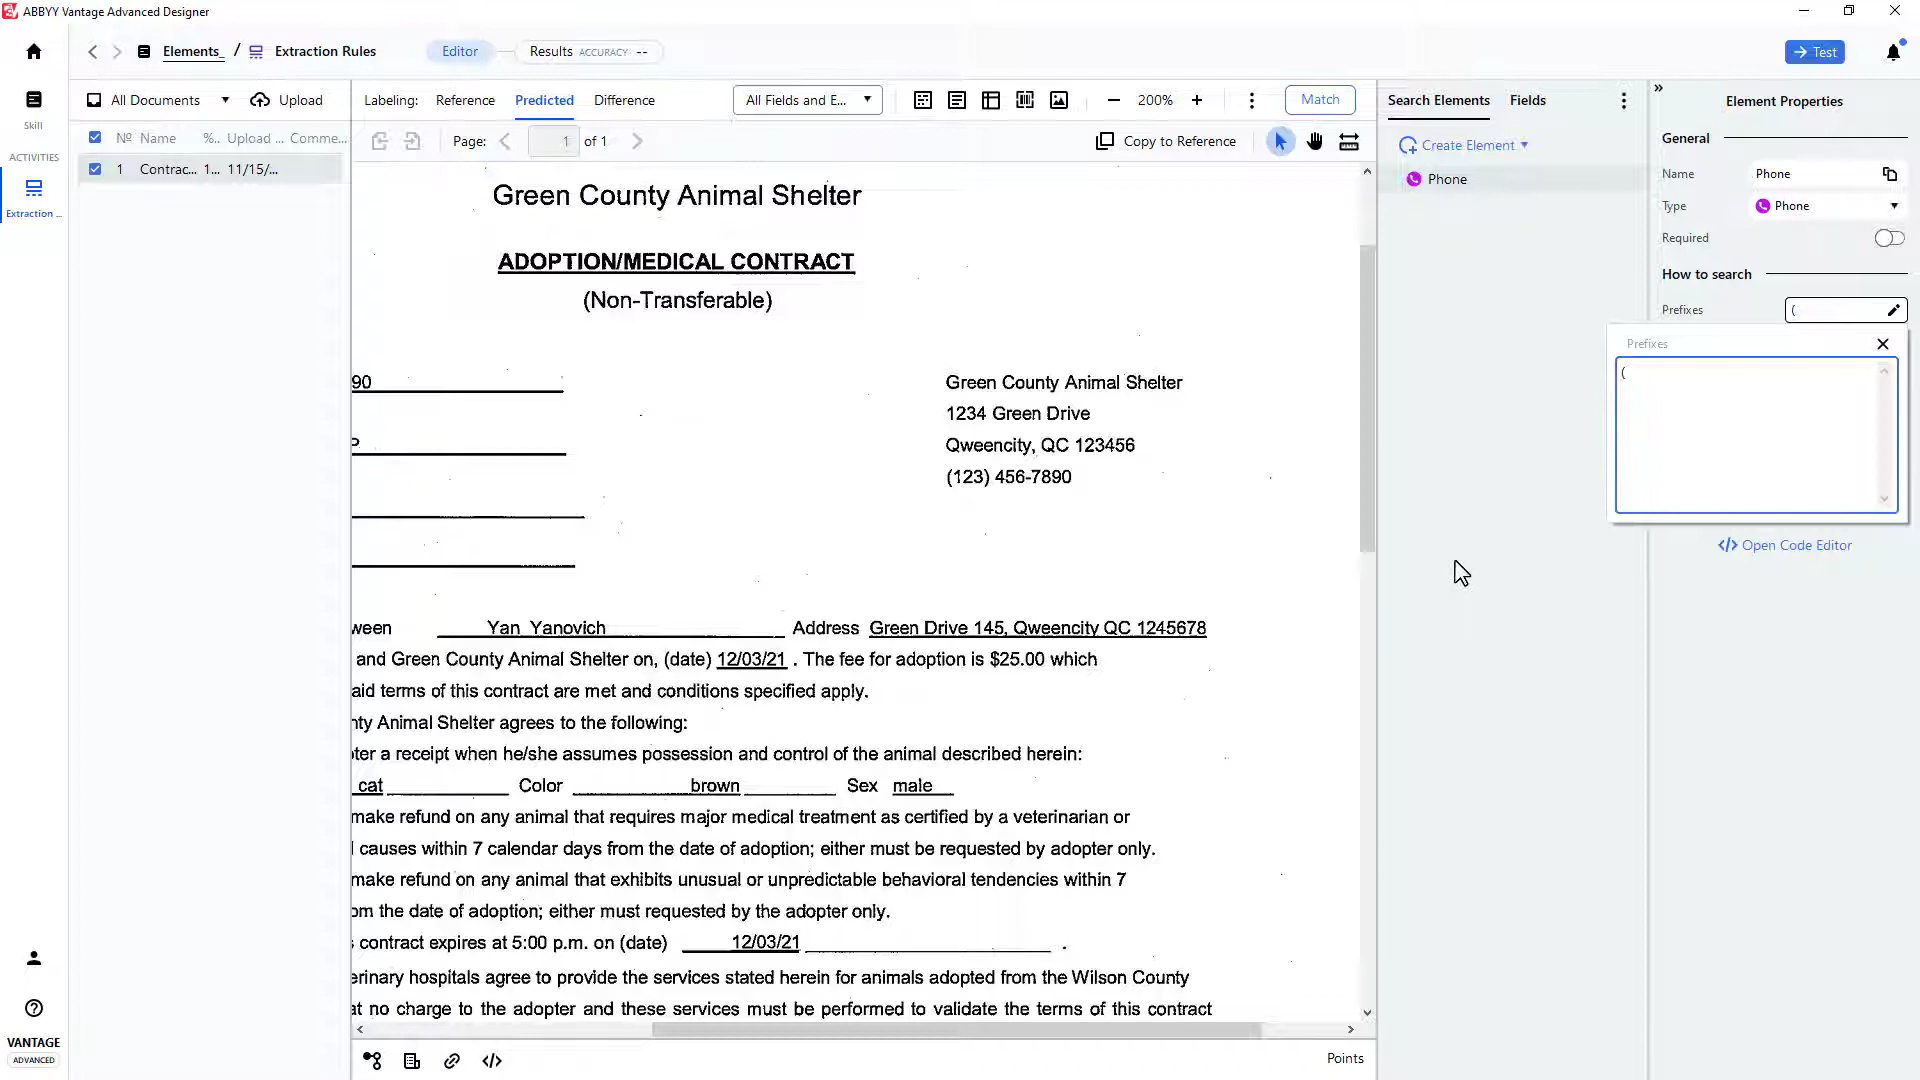 ABBYY Vantage Advanced Designer
Elements_ / Extraction Rules
Editor
Results ACCURACY --
Test
Skill
ACTIVITIES
Extraction ...
VANTAGE
ADVANCED
All Documents
Upload
Nº Name %.. Upload ... Comme...
1 Contrac... 1... 11/15/...
Labeling: Reference Predicted Difference
All Fields and E...
200%
Match
Page: 1 of 1
Copy to Reference
Green County Animal Shelter
ADOPTION/MEDICAL CONTRACT
(Non-Transferable)
90
Green County Animal Shelter
1234 Green Drive
Qweencity, QC 123456
(123) 456-7890
ween Yan Yanovich Address Green Drive 145, Qweencity QC 1245678
and Green County Animal Shelter on, (date) 12/03/21 . The fee for adoption is $25.00 which
aid terms of this contract are met and conditions specified apply.
nty Animal Shelter agrees to the following:
ter a receipt when he/she assumes possession and control of the animal described herein:
cat Color brown Sex male
make refund on any animal that requires major medical treatment as certified by a veterinarian or
l causes within 7 calendar days from the date of adoption; either must be requested by adopter only.
make refund on any animal that exhibits unusual or unpredictable behavioral tendencies within 7
om the date of adoption; either must requested by the adopter only.
s contract expires at 5:00 p.m. on (date) 12/03/21 .
erinary hospitals agree to provide the services stated herein for animals adopted from the Wilson County
at no charge to the adopter and these services must be performed to validate the terms of this contract
Points
Search Elements Fields
Create Element
Phone
Element Properties
General
Name Phone
Type Phone
Required
How to search
Prefixes (
Prefixes
(
</> Open Code Editor